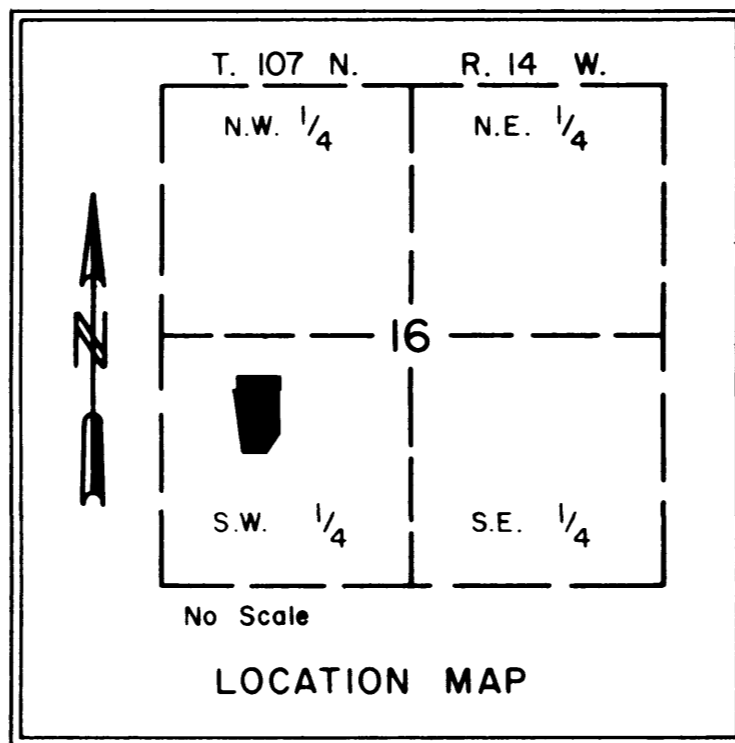 T. 107 N. R. 14 W.
N.W. 1/4 N.E. 1/4
N
16
S.W. 1/4 S.E. 1/4
No Scale
LOCATION MAP